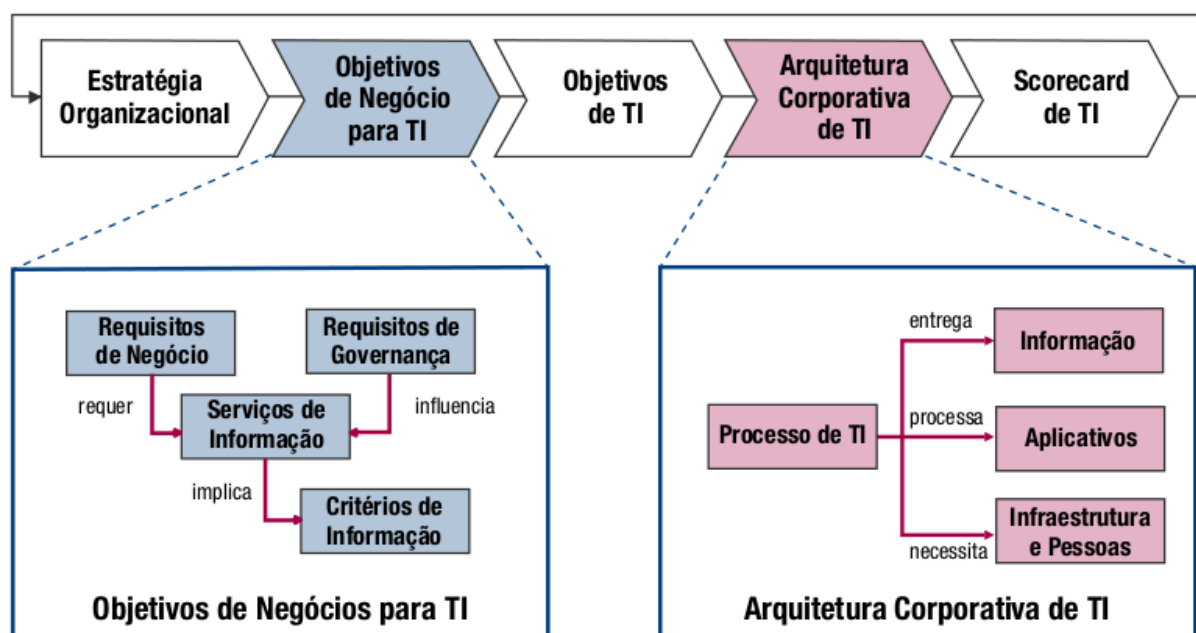 Estratégia
Organizacional
Objetivos
de Negócio
para TI
Objetivos
de TI
Arquitetura
Corporativa
de TI
Scorecard
de TI
Requisitos
de Negócio
Requisitos de
Governança
requer
Serviços de
Informação
influencia
implica
Critérios de
Informação
Objetivos de Negócios para TI
entrega
Informação
Processo de TI
processa
Aplicativos
necessita
Infraestrutura
e Pessoas
Arquitetura Corporativa de TI